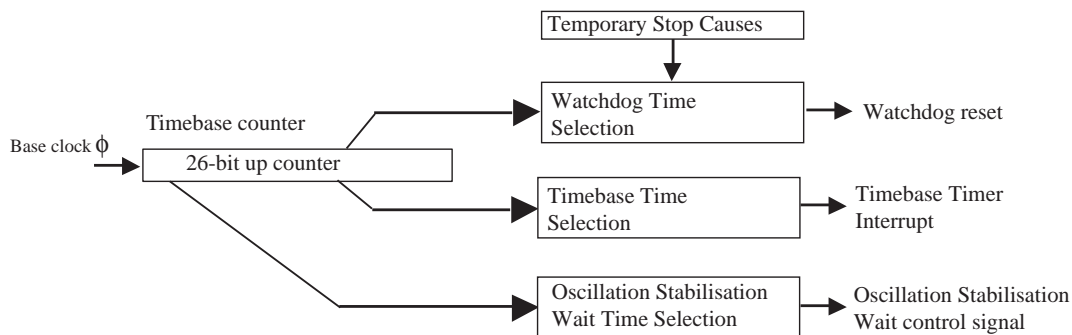 Temporary Stop Causes
Watchdog Time
Selection
Watchdog reset
Timebase counter
Base clock ϕ
26-bit up counter
Timebase Time
Selection
Timebase Timer
Interrupt
Oscillation Stabilisation
Wait Time Selection
Oscillation Stabilisation
Wait control signal